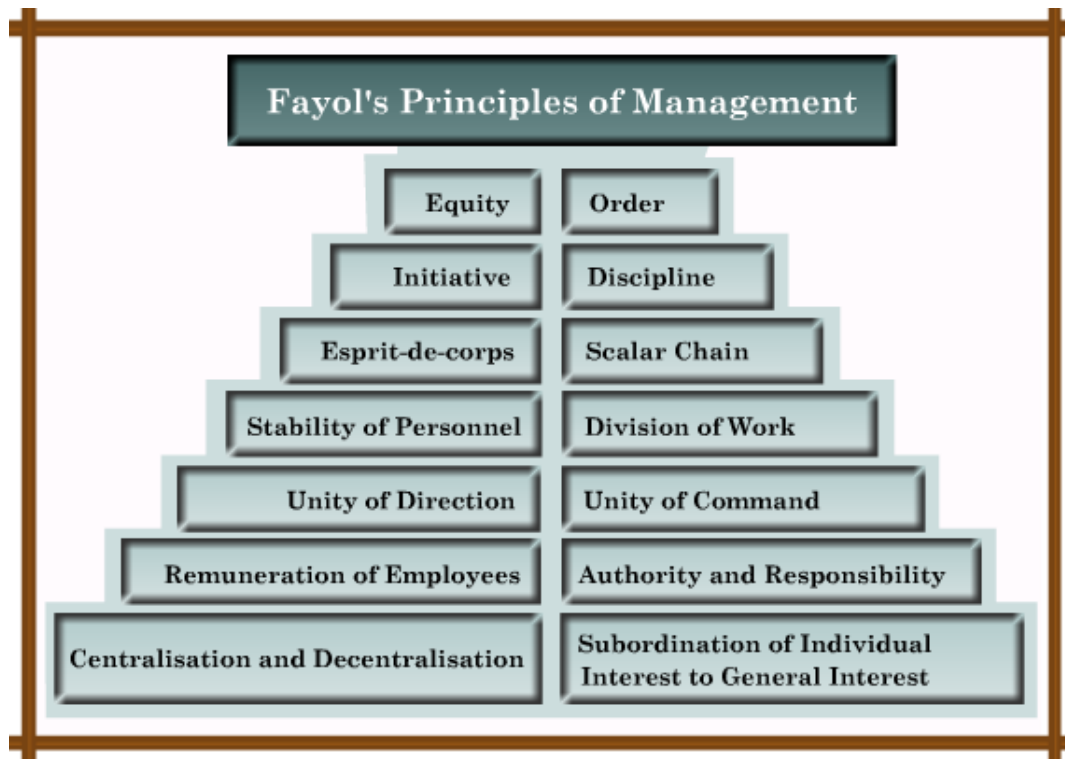 Fayol's Principles of Management
Equity
Order
Initiative
Discipline
Esprit-de-corps
Scalar Chain
Stability of Personnel
Division of Work
Unity of Direction
Unity of Command
Remuneration of Employees
Authority and Responsibility
Centralisation and Decentralisation
Subordination of Individual
Interest to General Interest